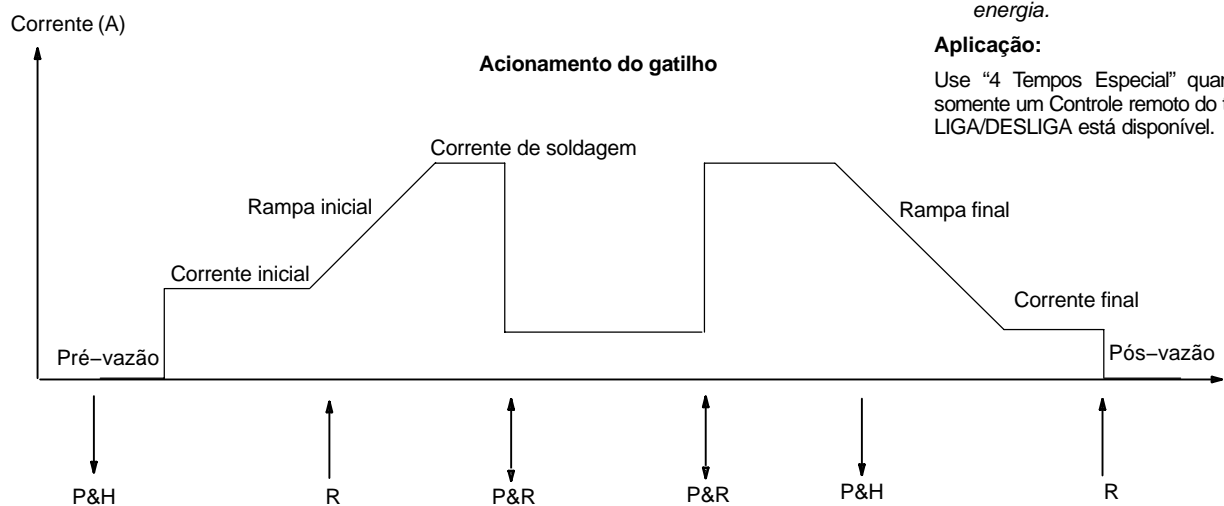 energia.
Corrente (A)
Aplicação:
Acionamento do gatilho
Use “4 Tempos Especial” quan
somente um Controle remoto do t
LIGA/DESLIGA está disponível.
Corrente de soldagem
Rampa inicial
Rampa final
Corrente inicial
Corrente final
Pré−vazão
Pós−vazão
P&H
R
P&R
P&R
P&H
R